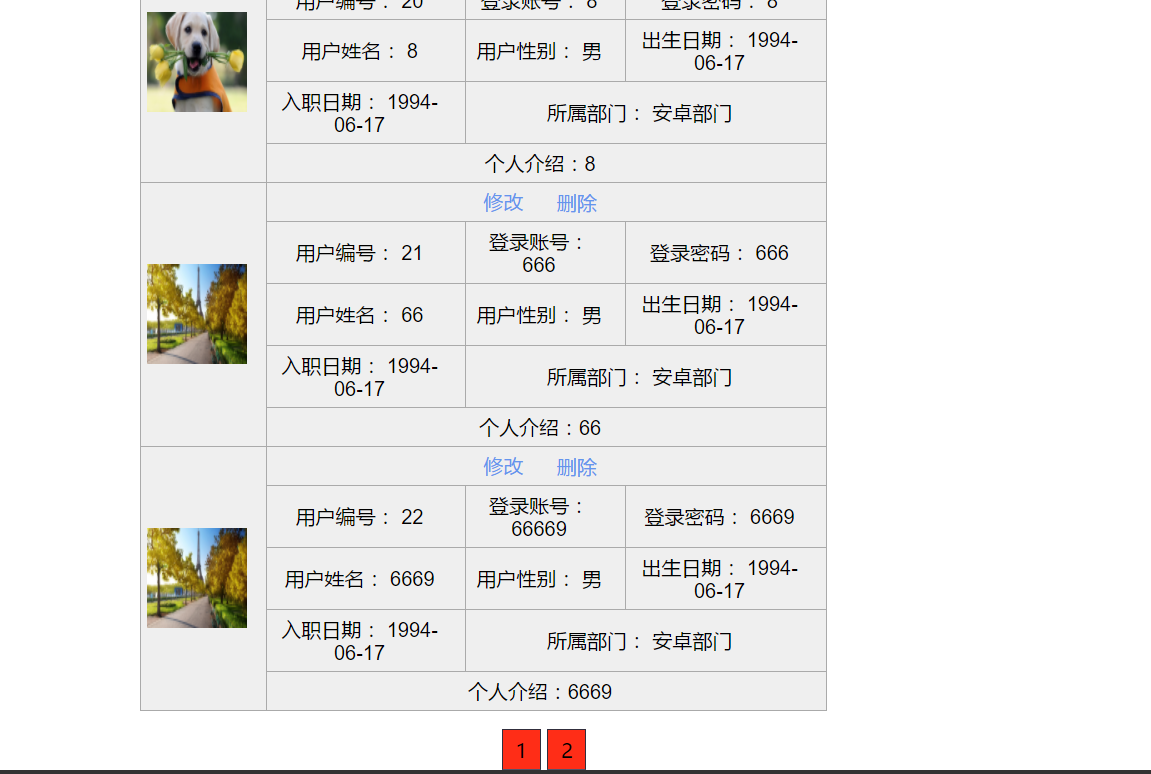 用户编号： 20
登录账号： 8
登录密码： 8
用户姓名： 8
用户性别： 男
出生日期： 1994-
06-17
入职日期： 1994-
06-17
所属部门： 安卓部门
个人介绍：8
修改 删除
用户编号： 21
登录账号：
666
登录密码： 666
用户姓名： 66
用户性别： 男
出生日期： 1994-
06-17
入职日期： 1994-
06-17
所属部门： 安卓部门
个人介绍：66
修改 删除
用户编号： 22
登录账号：
66669
登录密码： 6669
用户姓名： 6669
用户性别： 男
出生日期： 1994-
06-17
入职日期： 1994-
06-17
所属部门： 安卓部门
个人介绍：6669
1 2